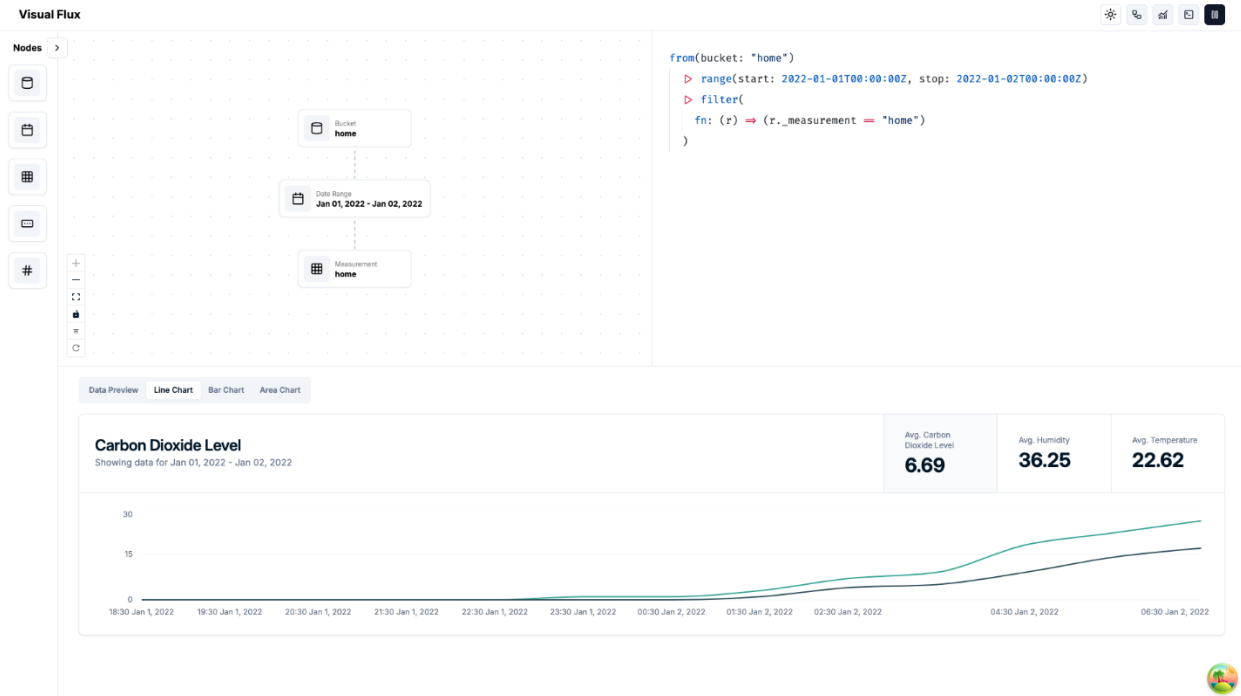 Visual Flux
Nodes
Bucket
home
Date Range
Jan 01, 2022 - Jan 02, 2022
Measurement
home
from(bucket: "home")
▷ range(start: 2022-01-01T00:00:00Z, stop: 2022-01-02T00:00:00Z)
▷ filter(
fn: (r) => (r._measurement == "home")
)
Data Preview Line Chart Bar Chart Area Chart
Carbon Dioxide Level
Showing data for Jan 01, 2022 - Jan 02, 2022
Avg. Carbon
Dioxide Level
6.69
Avg. Humidity
36.25
Avg. Temperature
22.62
30
15
0
18:30 Jan 1, 2022 19:30 Jan 1, 2022 20:30 Jan 1, 2022 21:30 Jan 1, 2022 22:30 Jan 1, 2022 23:30 Jan 1, 2022 00:30 Jan 2, 2022 01:30 Jan 2, 2022 02:30 Jan 2, 2022 04:30 Jan 2, 2022 06:30 Jan 2, 2022